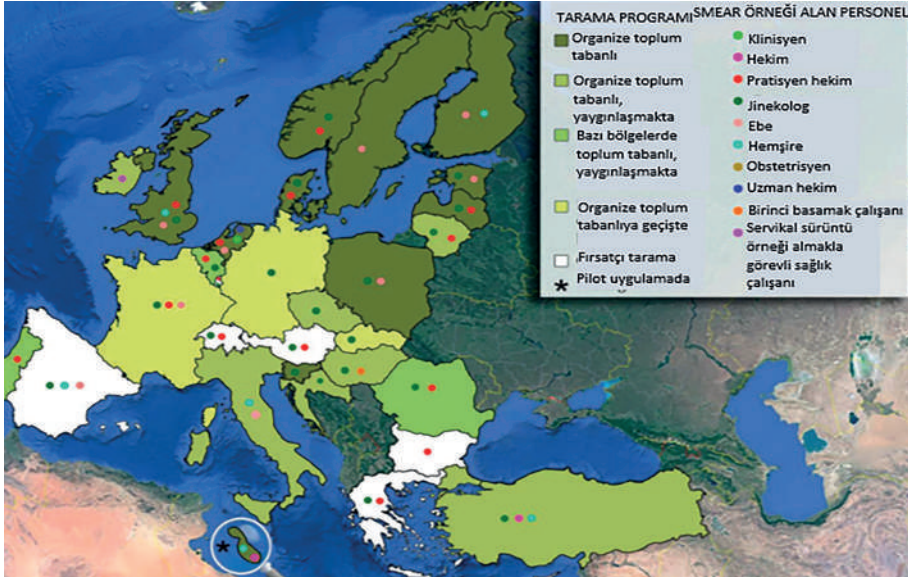 TARAMA PROGRAMI
Organize toplum
tabanlı
Organize toplum
tabanlı,
yaygınlaşmakta
Bazı bölgelerde
toplum tabanlı,
yaygınlaşmakta
Organize toplum
tabanlıya geçişte
Fırsatçı tarama
* Pilot uygulamada
SMEAR ÖRNEĞİ ALAN PERSONEL
Klinisyen
Hekim
Pratisyen hekim
Jinekolog
Ebe
Hemşire
Obstetrisyen
Uzman hekim
Birinci basamak çalışanı
Servikal sürüntü
örneği almakla
görevli sağlık
çalışanı
*